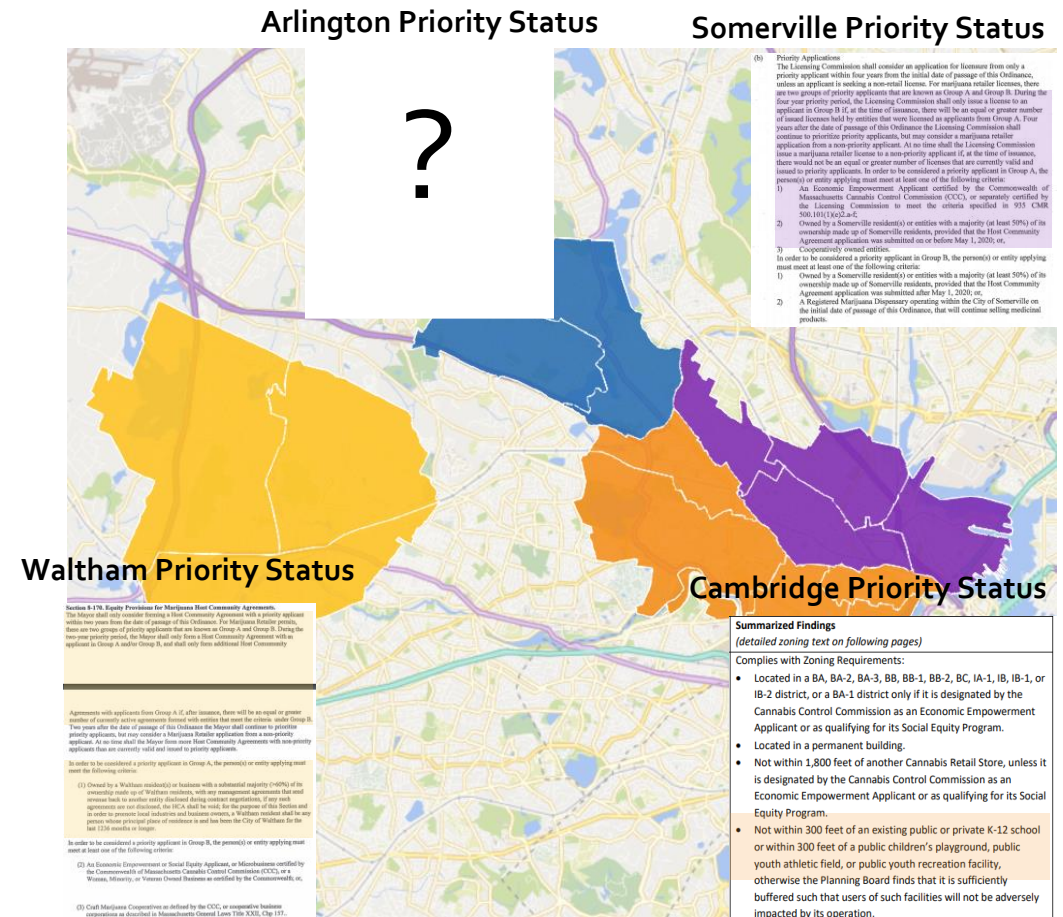 Arlington Priority Status
Somerville Priority Status
?
(b) Priority Applications
The Licensing Commission shall consider an application for licensure from only a
priority applicant within four years from the initial date of passage of this Ordinance,
unless an applicant is seeking a non-retail license. For marijuana retailer licenses, there
are two groups of priority applicants that are known as Group A and Group B. During the
four year priority period, the Licensing Commission shall only issue a license to an
applicant in Group B if, at the time of issuance, there will be an equal or greater number
of issued licenses held by entities that were licensed as applicants from Group A. Four
years after the date of passage of this Ordinance the Licensing Commission shall
continue to prioritize priority applicants, but may consider a marijuana retailer
application from a non-priority applicant. At no time shall the Licensing Commission
issue a marijuana retailer license to a non-priority applicant if, at the time of issuance,
there would not be an equal or greater number of licenses that are currently valid and
issued to priority applicants. In order to be considered a priority applicant in Group A, the
person(s) or entity applying must meet at least one of the following criteria:
1) An Economic Empowerment Applicant certified by the Commonwealth of
Massachusetts Cannabis Control Commission (CCC), or separately certified by
the Licensing Commission to meet the criteria specified in 935 CMR
500.101(1)(e)2.a-f;
2) Owned by a Somerville resident(s) or entities with a majority (at least 50%) of its
ownership made up of Somerville residents, provided that the Host Community
Agreement application was submitted on or before May 1, 2020; or,
3) Cooperatively owned entities.
In order to be considered a priority applicant in Group B, the person(s) or entity applying
must meet at least one of the following criteria:
1) Owned by a Somerville resident(s) or entities with a majority (at least 50%) of its
ownership made up of Somerville residents, provided that the Host Community
Agreement application was submitted after May 1, 2020; or,
2) A Registered Marijuana Dispensary operating within the City of Somerville on
the initial date of passage of this Ordinance, that will continue selling medicinal
products.
Waltham Priority Status
Section 8-170. Equity Provisions for Marijuana Host Community Agreements.
The Mayor shall only consider forming a Host Community Agreement with a priority applicant
within two years from the date of passage of this Ordinance. For Marijuana Retailer permits,
there are two groups of priority applicants that are known as Group A and Group B. During the
two-year priority period, the Mayor shall only form a Host Community Agreement with an
applicant in Group A and/or Group B, and shall only form additional Host Community
Agreements with applicants from Group A if, after issuance, there will be an equal or greater
number of currently active agreements formed with entities that meet the criteria under Group B.
Two years after the date of passage of this Ordinance the Mayor shall continue to prioritize
priority applicants, but may consider a Marijuana Retailer application from a non-priority
applicant. At no time shall the Mayor form more Host Community Agreements with non-priority
applicants than are currently valid and issued to priority applicants.
In order to be considered a priority applicant in Group A, the person(s) or entity applying must
meet the following criteria:
(1) Owned by a Waltham resident(s) or business with a substantial majority (>60%) of its
ownership made up of Waltham residents, with any management agreements that send
revenue back to another entity disclosed during contract negotiations, if any such
agreements are not disclosed, the HCA shall be void; for the purpose of this Section and
in order to promote local industries and business owners, a Waltham resident shall be any
person whose principal place of residence is and has been the City of Waltham for the
last 1236 months or longer.
In order to be considered a priority applicant in Group B, the person(s) or entity applying must
meet at least one of the following criteria:
(2) An Economic Empowerment or Social Equity Applicant, or Microbusiness certified by
the Commonwealth of Massachusetts Cannabis Control Commission (CCC), or a
Woman, Minority, or Veteran Owned Business as certified by the Commonwealth; or,
(3) Craft Marijuana Cooperatives as defined by the CCC, or cooperative business
corporations as described in Massachusetts General Laws Title XXII, Chp 157..
Cambridge Priority Status
Summarized Findings
(detailed zoning text on following pages)
Complies with Zoning Requirements:
• Located in a BA, BA-2, BA-3, BB, BB-1, BB-2, BC, IA-1, IB, IB-1, or
IB-2 district, or a BA-1 district only if it is designated by the
Cannabis Control Commission as an Economic Empowerment
Applicant or as qualifying for its Social Equity Program.
• Located in a permanent building.
• Not within 1,800 feet of another Cannabis Retail Store, unless it
is designated by the Cannabis Control Commission as an
Economic Empowerment Applicant or as qualifying for its Social
Equity Program.
• Not within 300 feet of an existing public or private K-12 school
or within 300 feet of a public children's playground, public
youth athletic field, or public youth recreation facility,
otherwise the Planning Board finds that it is sufficiently
buffered such that users of such facilities will not be adversely
impacted by its operation.